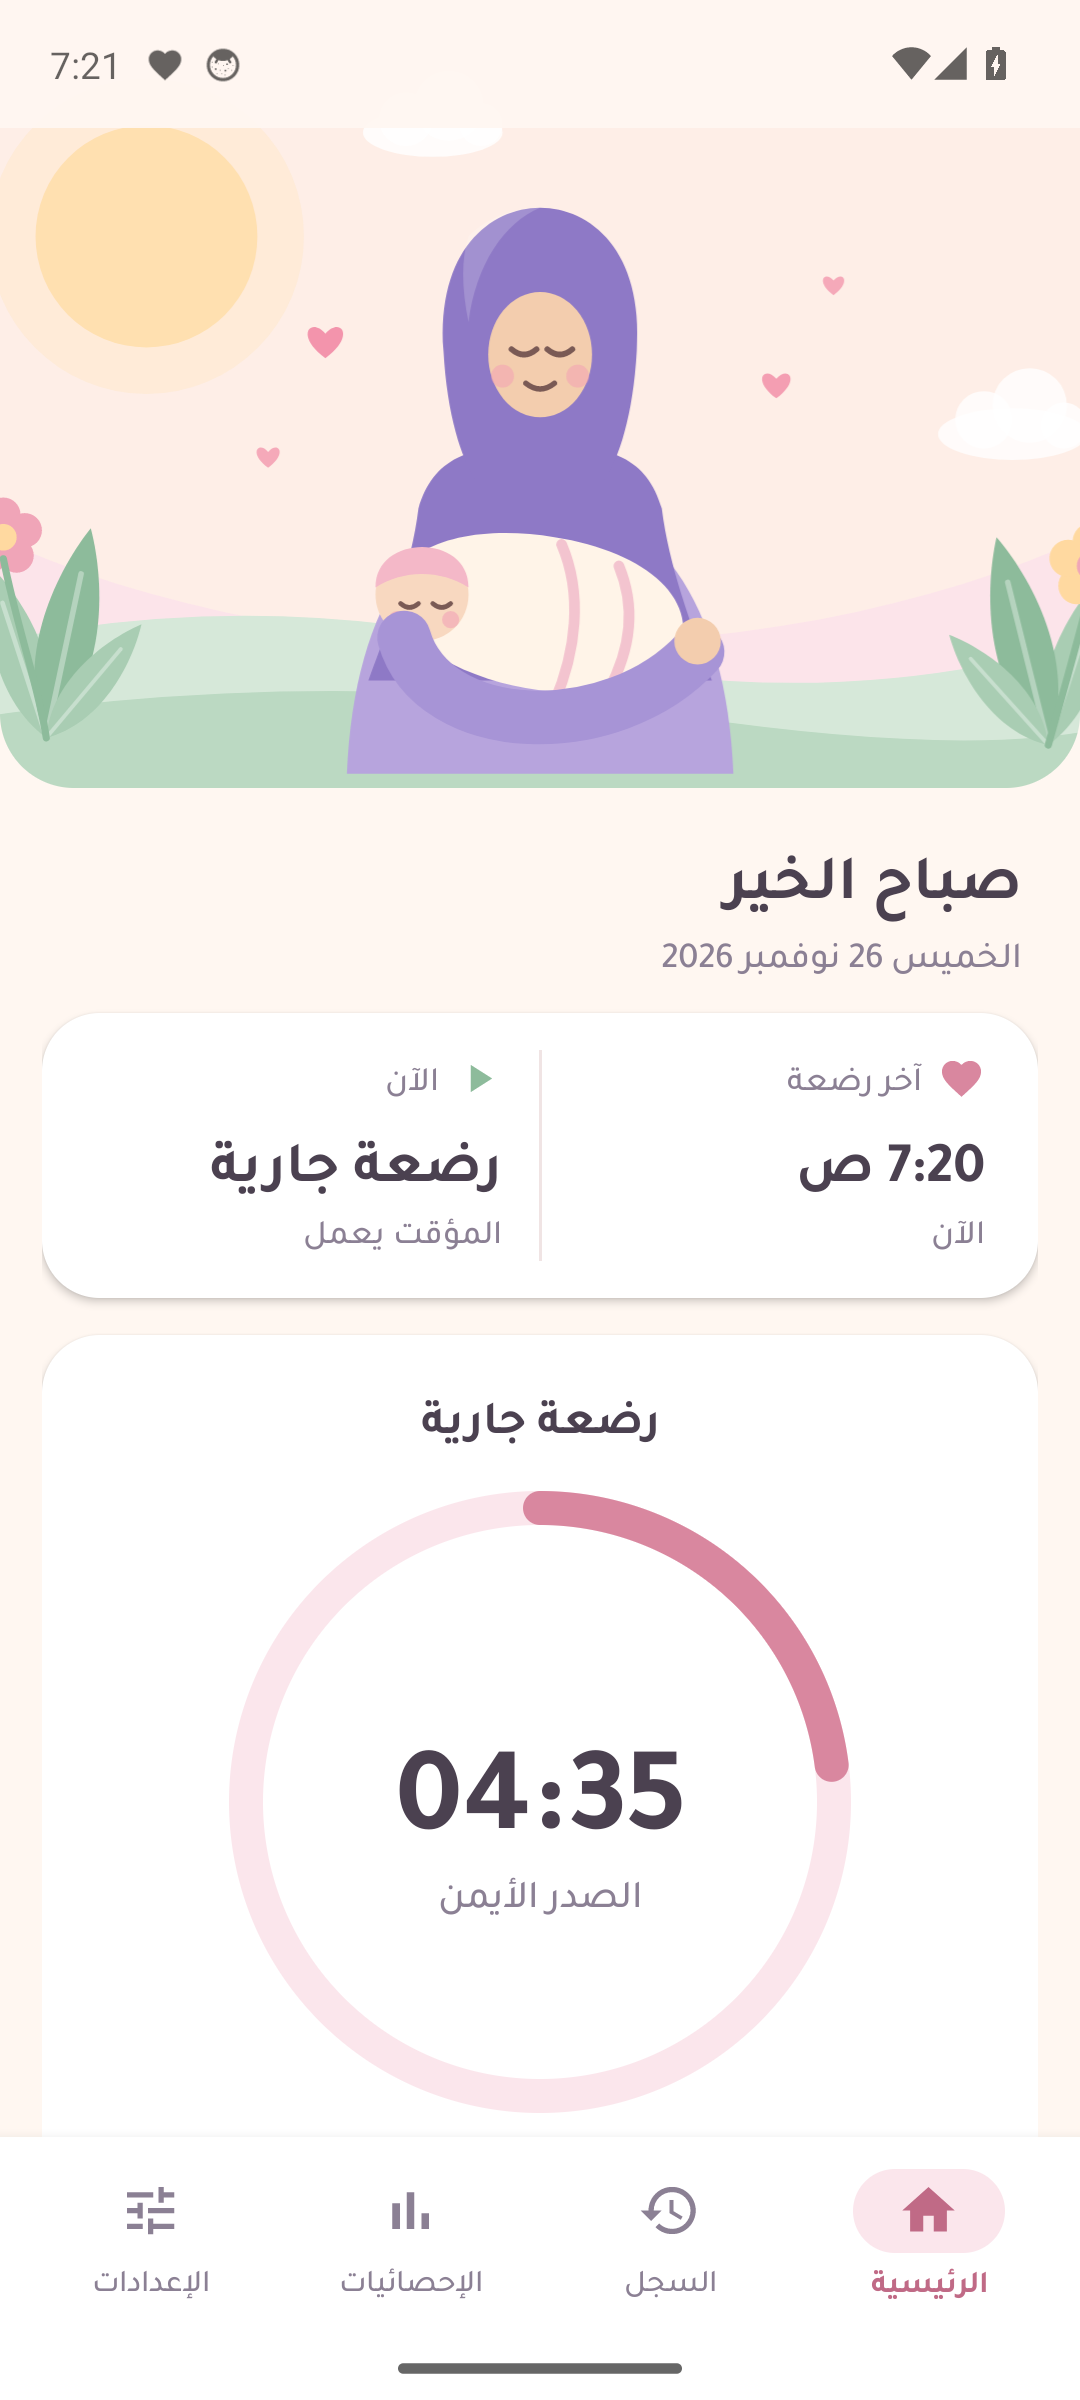 7:21
صباح الخير
الخميس 26 نوفمبر 2026
آخر رضعة
7:20 ص
الآن
الآن
رضعة جارية
المؤقت يعمل
رضعة جارية
04:35
الصدر الأيمن
الرئيسية
السجل
الإحصائيات
الإعدادات